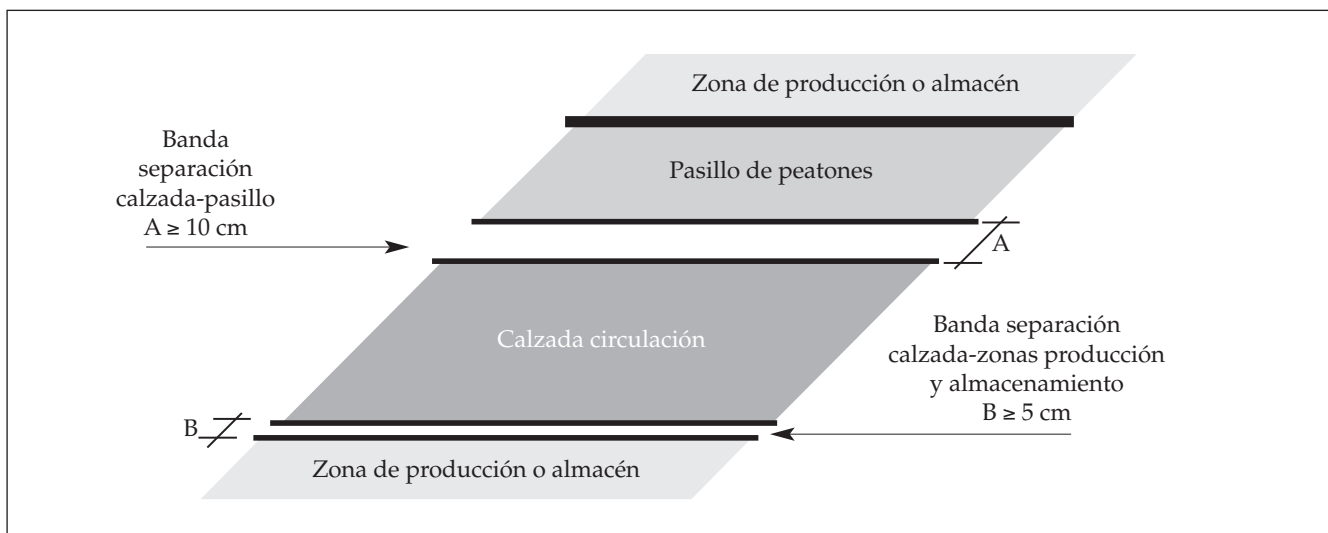 Zona de producción o almacén
Banda
separación
calzada-pasillo
A ≥ 10 cm
Pasillo de peatones
A
Calzada circulación
Banda separación
calzada-zonas producción
y almacenamiento
B ≥ 5 cm
B
Zona de producción o almacén